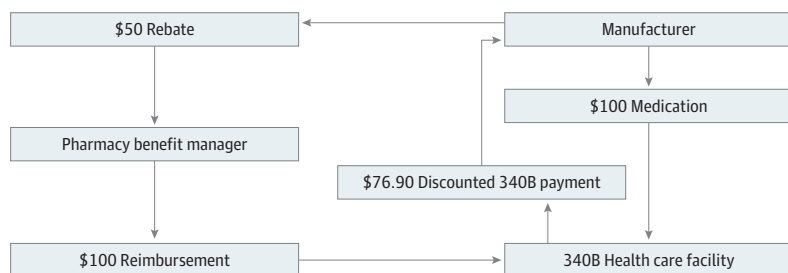 $50 Rebate
Manufacturer
$100 Medication
Pharmacy benefit manager
$76.90 Discounted 340B payment
$100 Reimbursement
340B Health care facility